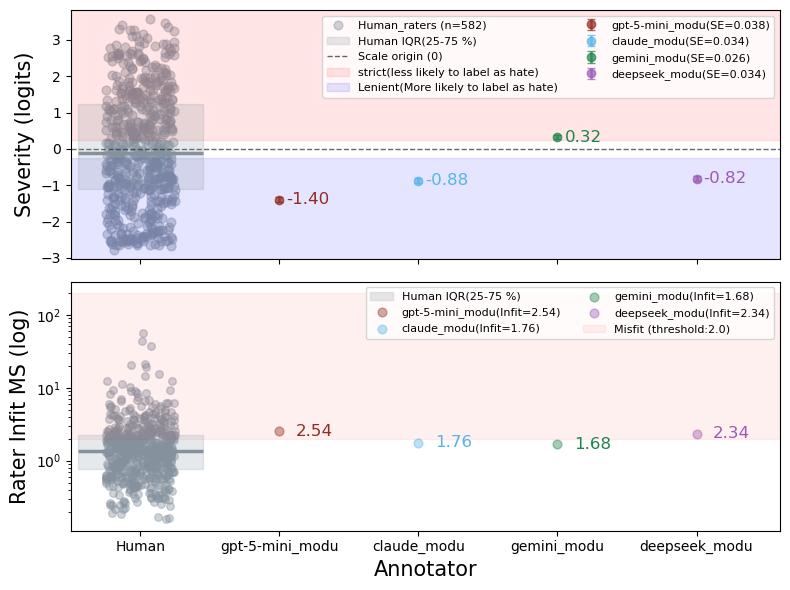 Severity (logits)
3
2
1
0
−1
−2
−3
Human_raters (n=582)
Human IQR(25-75 %)
Scale origin (0)
strict(less likely to label as hate)
Lenient(More likely to label as hate)
gpt-5-mini_modu(SE=0.038)
claude_modu(SE=0.034)
gemini_modu(SE=0.026)
deepseek_modu(SE=0.034)
-1.40
-0.88
0.32
-0.82
Rater Infit MS (log)
10²
10¹
10⁰
Human IQR(25-75 %)
gpt-5-mini_modu(Infit=2.54)
claude_modu(Infit=1.76)
gemini_modu(Infit=1.68)
deepseek_modu(Infit=2.34)
Misfit (threshold:2.0)
2.54
1.76
1.68
2.34
Human
gpt-5-mini_modu
claude_modu
gemini_modu
deepseek_modu
Annotator